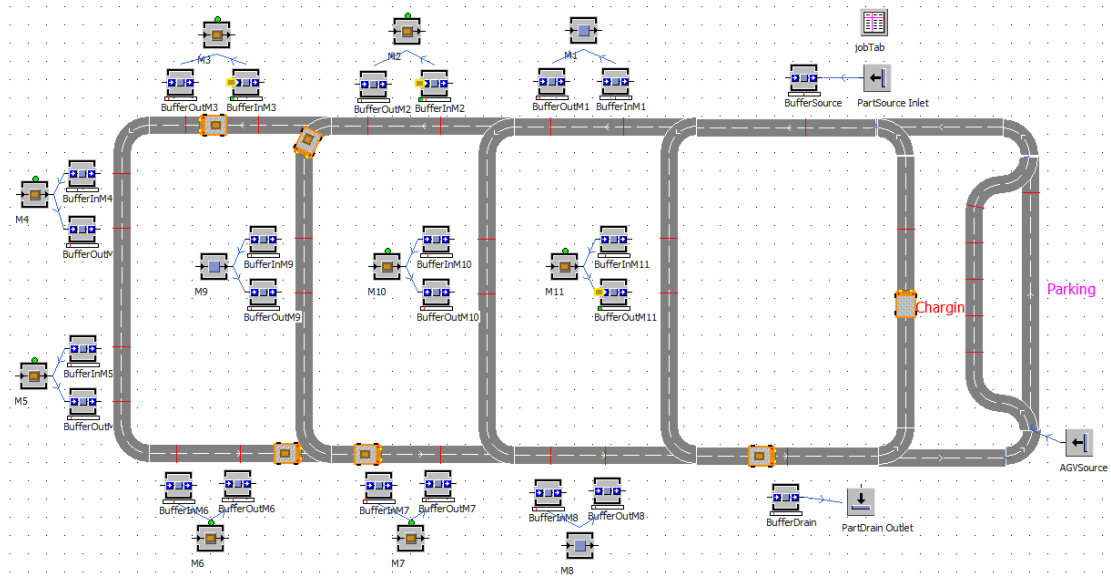 M3
BufferOutM3
BufferInM3
M2
BufferOutM2
BufferInM2
M1
BufferOutM1
BufferInM1
jobTab
BufferSource
PartSource Inlet
BufferInM4
M4
BufferOutM
BufferInM9
M9
BufferOutM9
BufferInM10
M10
BufferOutM10
BufferInM11
M11
BufferOutM11
Chargin
Parking
BufferInM5
M5
BufferOutM
AGVSource
BufferInM6
BufferOutM6
M6
BufferInM7
BufferOutM7
M7
BufferInM8
BufferOutM8
M8
BufferDrain
PartDrain Outlet